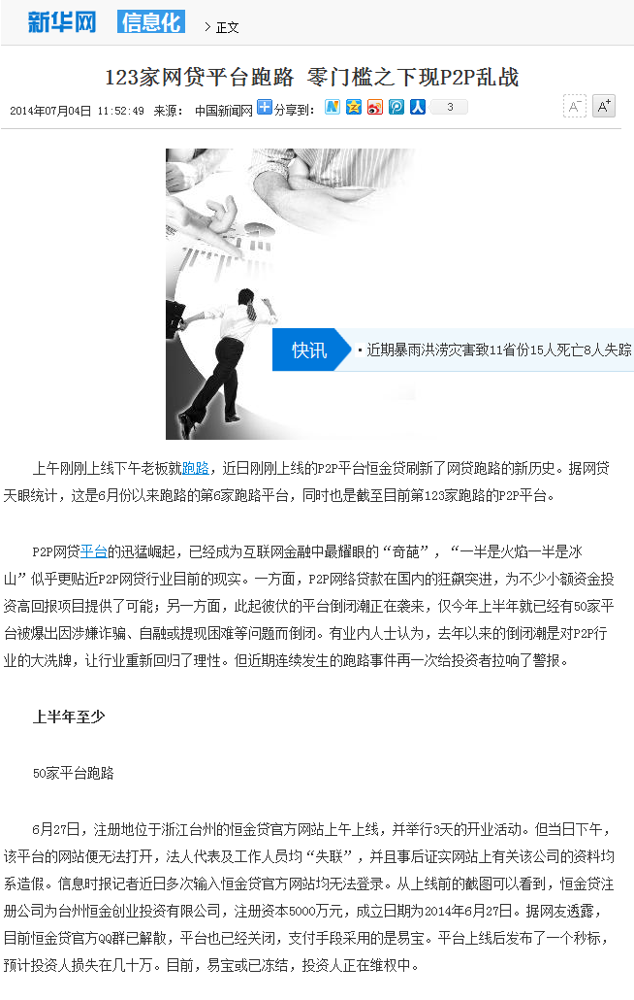 新华网 信息化 > 正文
123家网贷平台跑路 零门槛之下现P2P乱战
2014年07月04日 11:52:49 来源： 中国新闻网 分享到： 3 A- A+
快讯 ·近期暴雨洪涝灾害致11省份15人死亡8人失踪
上午刚刚上线下午老板就跑路，近日刚刚上线的P2P平台恒金贷刷新了网贷跑路的新历史。据网贷
天眼统计，这是6月份以来跑路的第6家跑路平台，同时也是截至目前第123家跑路的P2P平台。
P2P网贷平台的迅猛崛起，已经成为互联网金融中最耀眼的“奇葩”，“一半是火焰一半是冰
山”似乎更贴近P2P网贷行业目前的现实。一方面，P2P网络贷款在国内的狂飙突进，为不少小额资金投
资高回报项目提供了可能；另一方面，此起彼伏的平台倒闭潮正在袭来，仅今年上半年就已经有50家平
台被爆出因涉嫌诈骗、自融或提现困难等问题而倒闭。有业内人士认为，去年以来的倒闭潮是对P2P行
业的大洗牌，让行业重新回归了理性。但近期连续发生的跑路事件再一次给投资者拉响了警报。
上半年至少
50家平台跑路
6月27日，注册地位于浙江台州的恒金贷官方网站上午上线，并举行3天的开业活动。但当日下午，
该平台的网站便无法打开，法人代表及工作人员均“失联”，并且事后证实网站上有关该公司的资料均
系造假。信息时报记者近日多次输入恒金贷官方网站均无法登录。从上线前的截图可以看到，恒金贷注
册公司为台州恒金创业投资有限公司，注册资本5000万元，成立日期为2014年6月27日。据网友透露，
目前恒金贷官方QQ群已解散，平台也已经关闭，支付手段采用的是易宝。平台上线后发布了一个秒标，
预计投资人损失在几十万。目前，易宝或已冻结，投资人正在维权中。